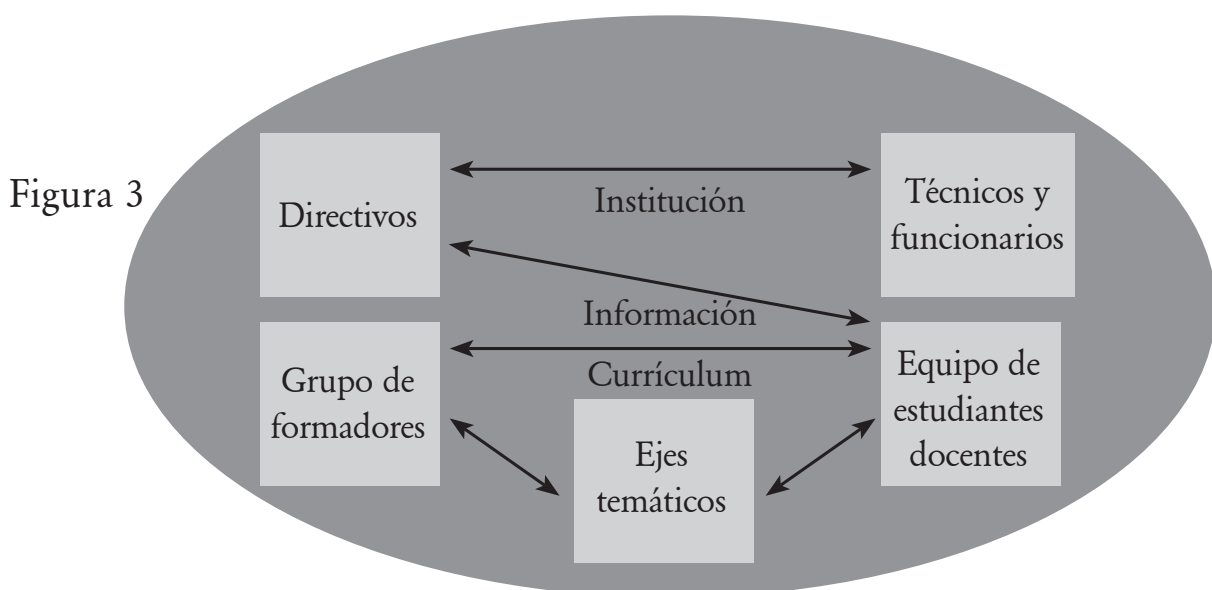 Figura 3
Directivos
Institución
Técnicos y
funcionarios
Información
Currículum
Grupo de
formadores
Equipo de
estudiantes
docentes
Ejes
temáticos